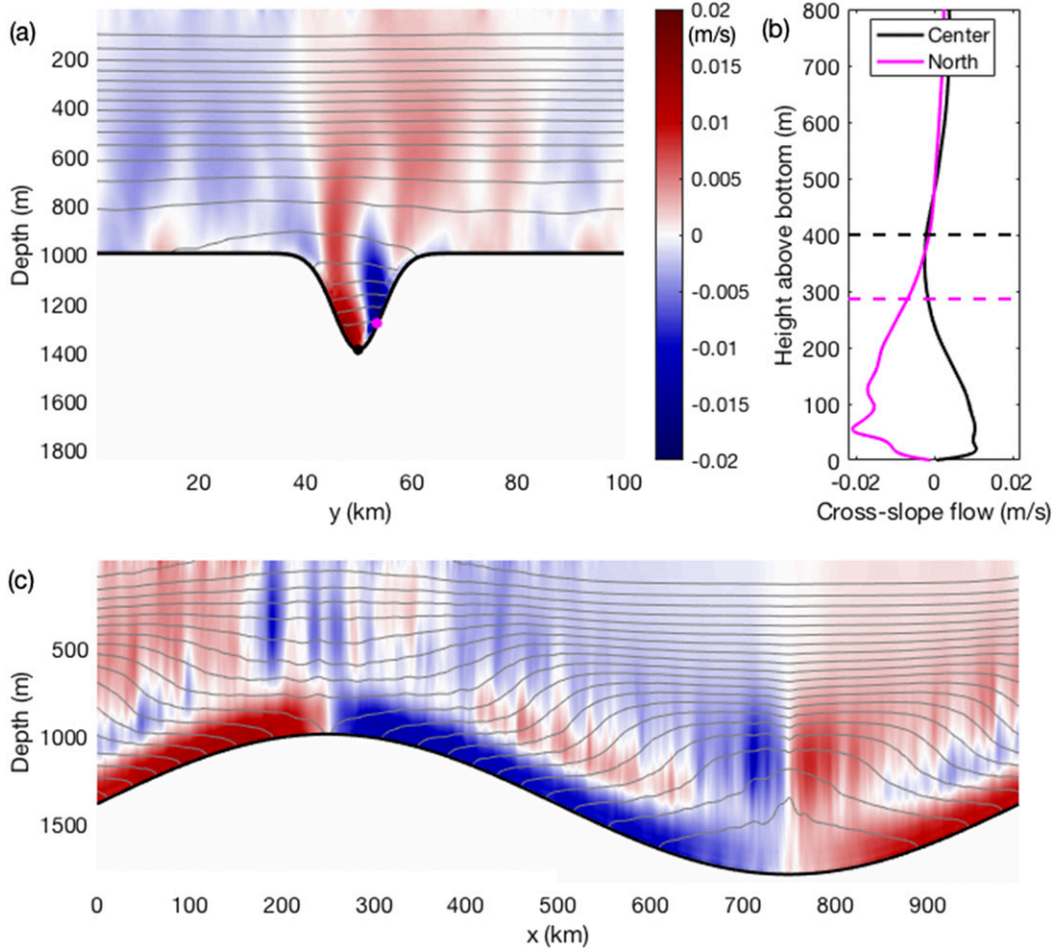 (a)
200
400
600
800
1000
1200
1400
1600
1800
Depth (m)
20 40 60 80 100
y (km)
0.02
(m/s)
0.015
0.01
0.005
0
-0.005
-0.01
-0.015
-0.02
(b)
Center
North
800
700
600
500
400
300
200
100
0
Height above bottom (m)
-0.02 0 0.02
Cross-slope flow (m/s)
(c)
500
1000
1500
Depth (m)
0 100 200 300 400 500 600 700 800 900
x (km)